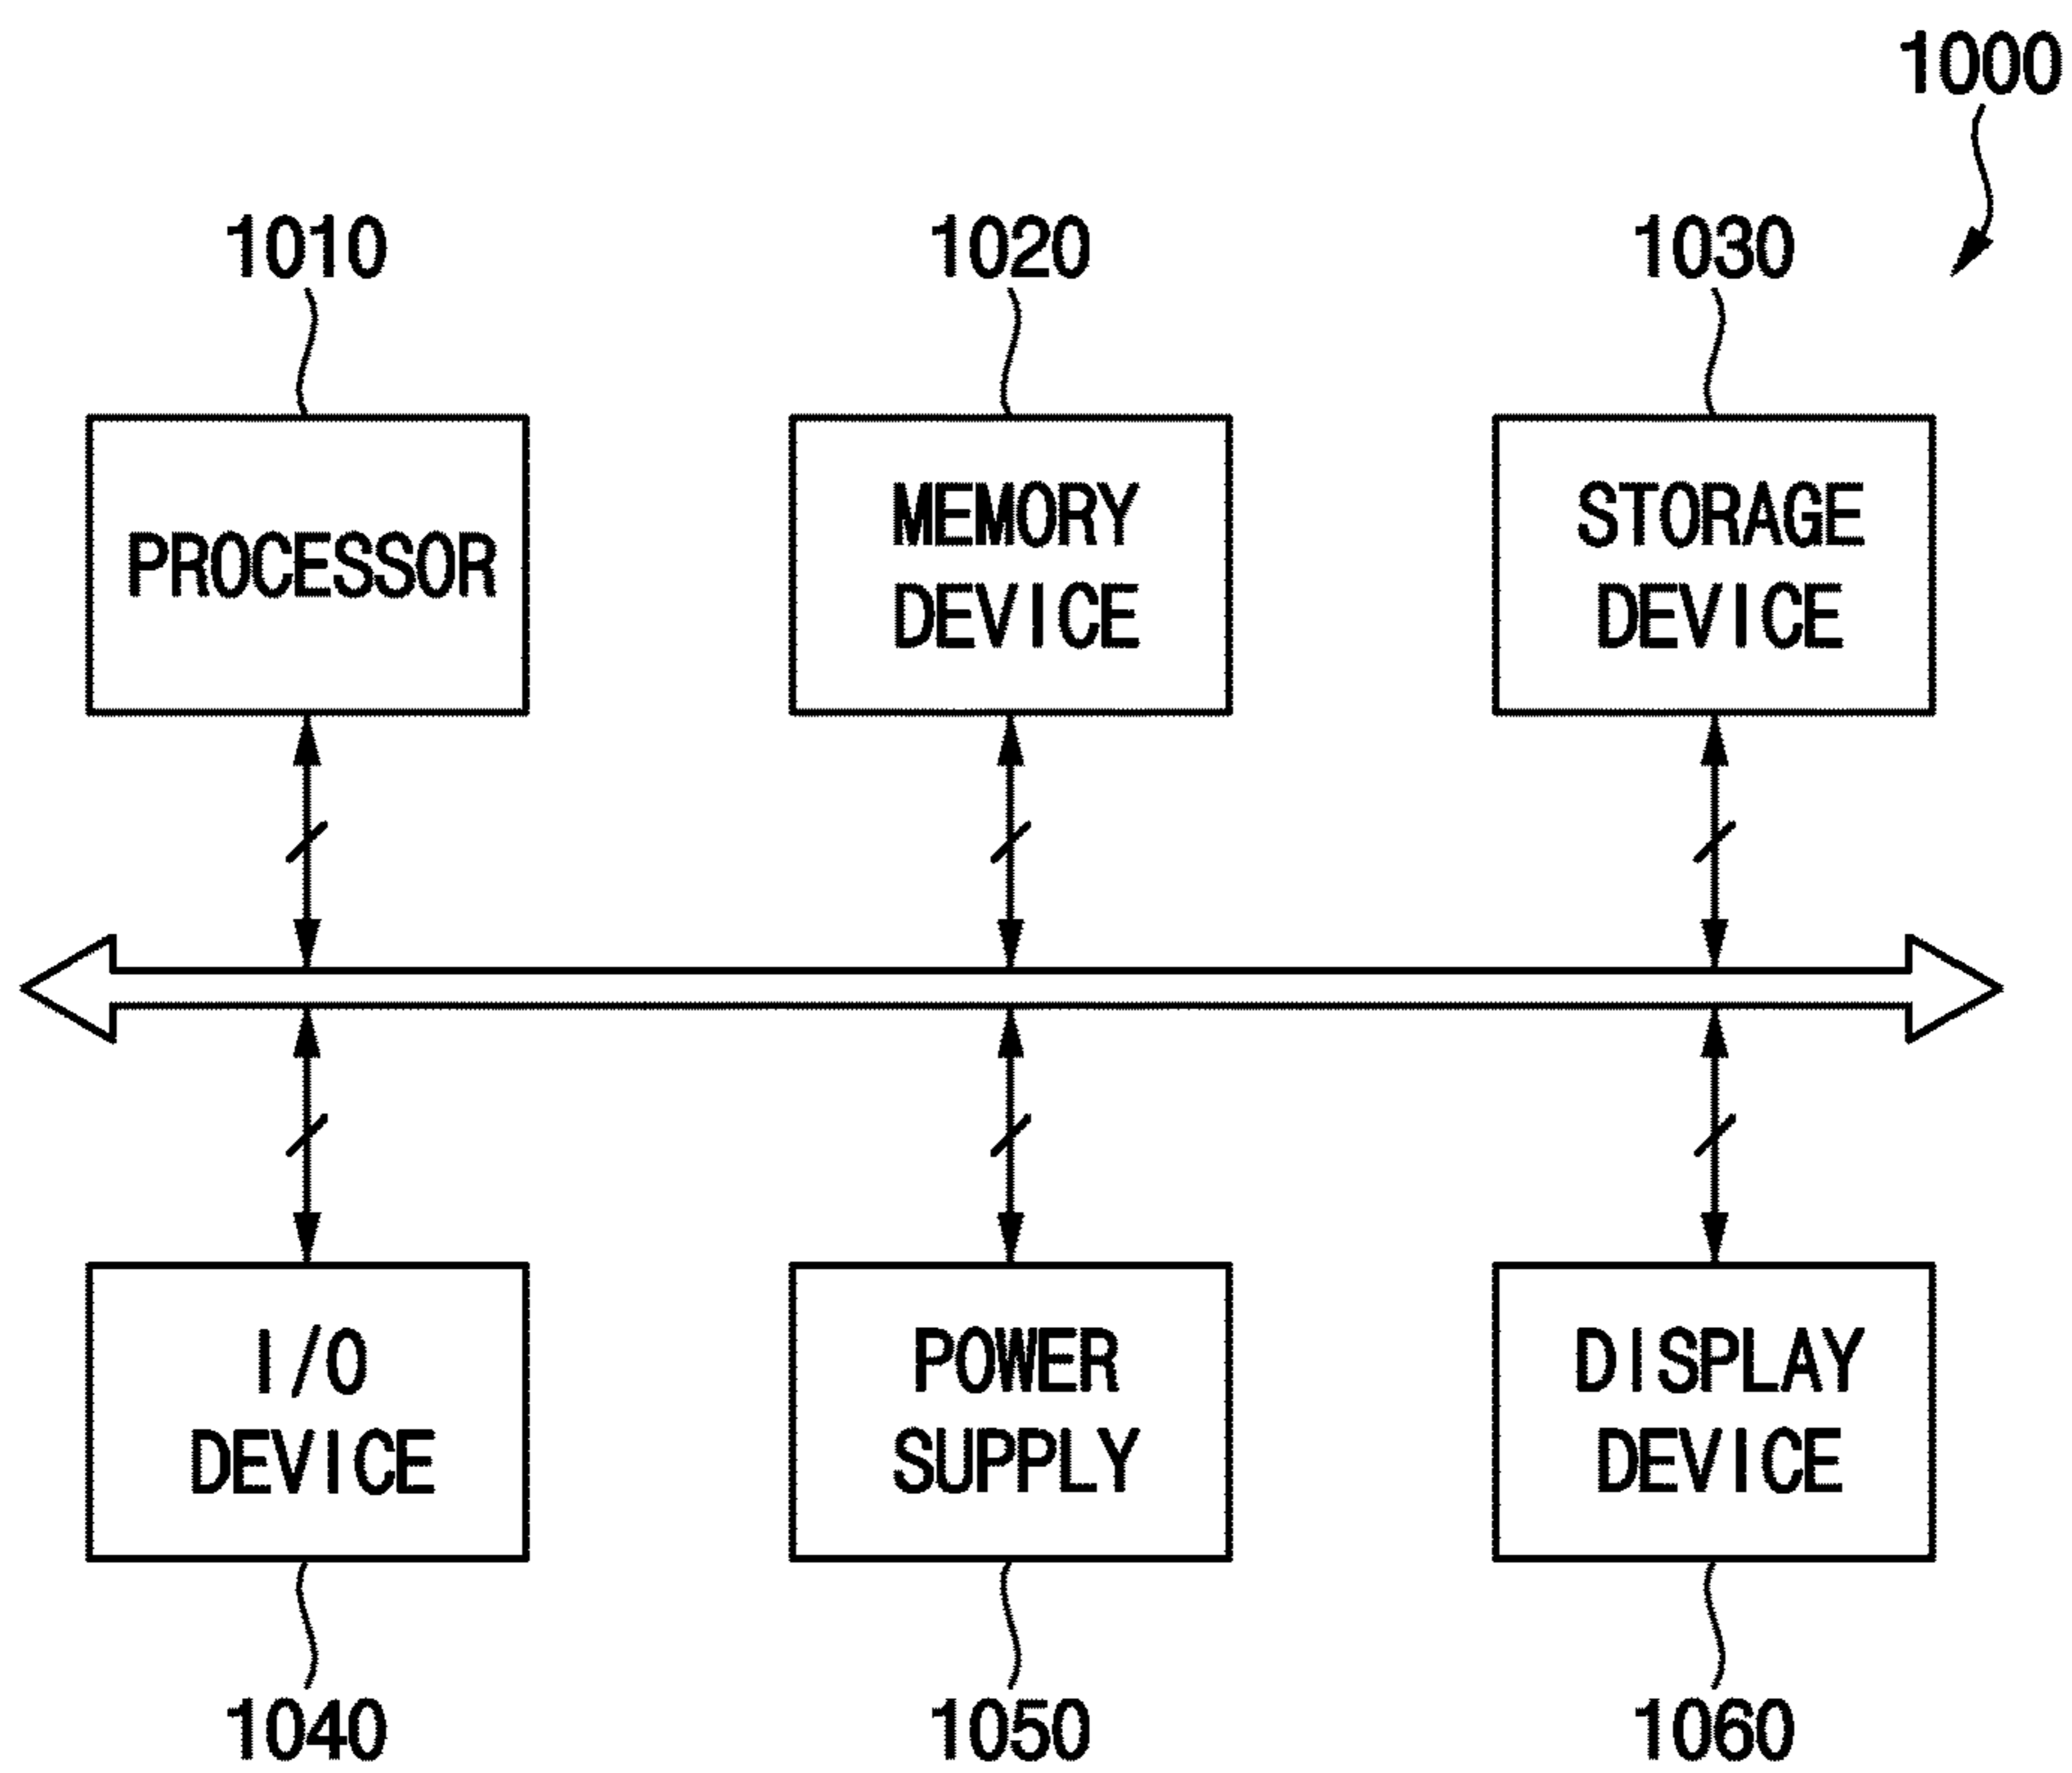 1000
1010
1020
1030
PROCESSOR
MEMORY
DEVICE
STORAGE
DEVICE
I/O
DEVICE
POWER
SUPPLY
DISPLAY
DEVICE
1040
1050
1060